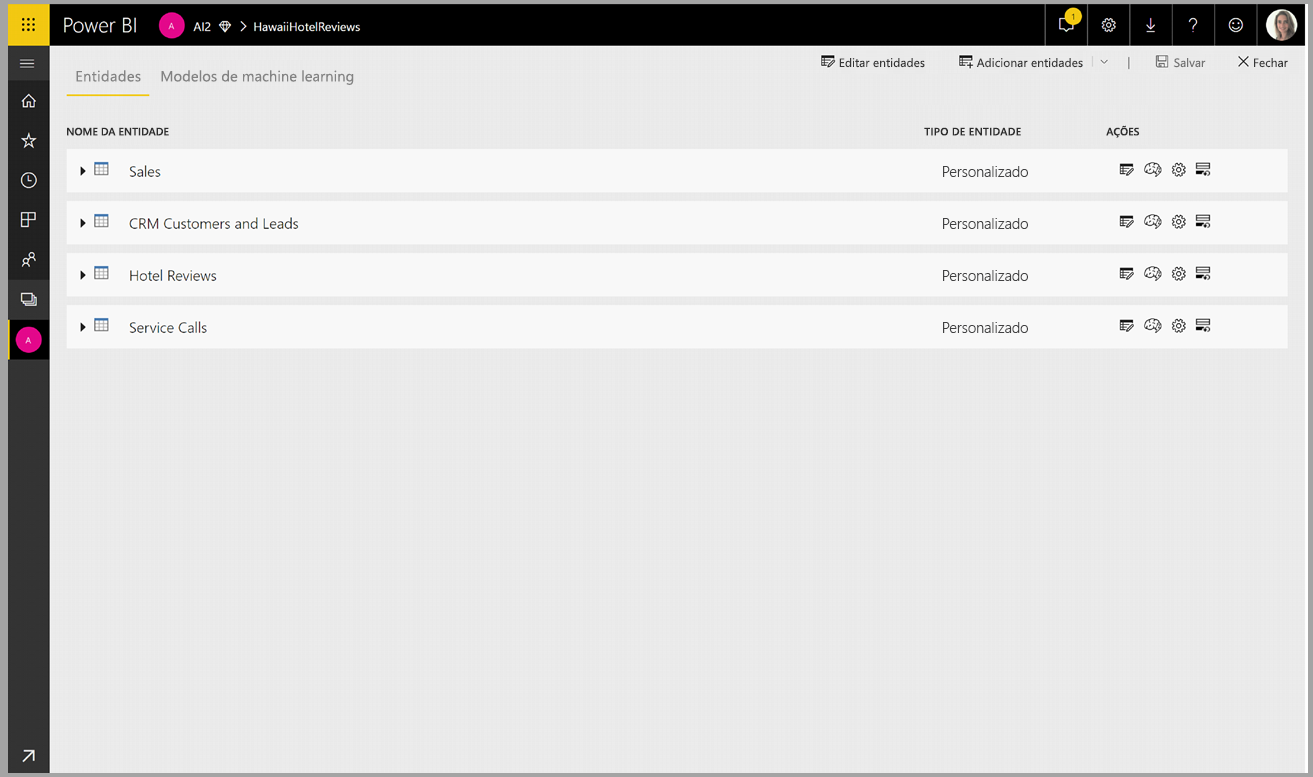 Power BI A AI2 > HawaiiHotelReviews 1 ?
Entidades Modelos de machine learning Editar entidades Adicionar entidades | Salvar Fechar
NOME DA ENTIDADE TIPO DE ENTIDADE AÇÕES
Sales Personalizado
CRM Customers and Leads Personalizado
Hotel Reviews Personalizado
Service Calls Personalizado
A